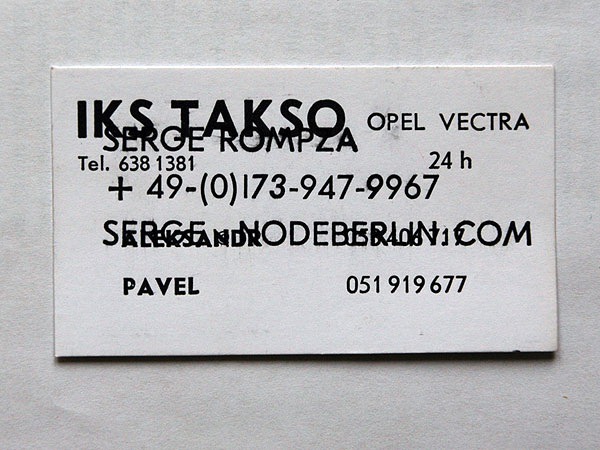 IKS TAKSO OPEL VECTRA
SERGE ROMPZA
Tel. 638 1381 24 h
+ 49-(0)173-947-9967
SERGE NODEBERLIN.COM
ALEKSANDR
PAVEL 051 919 677